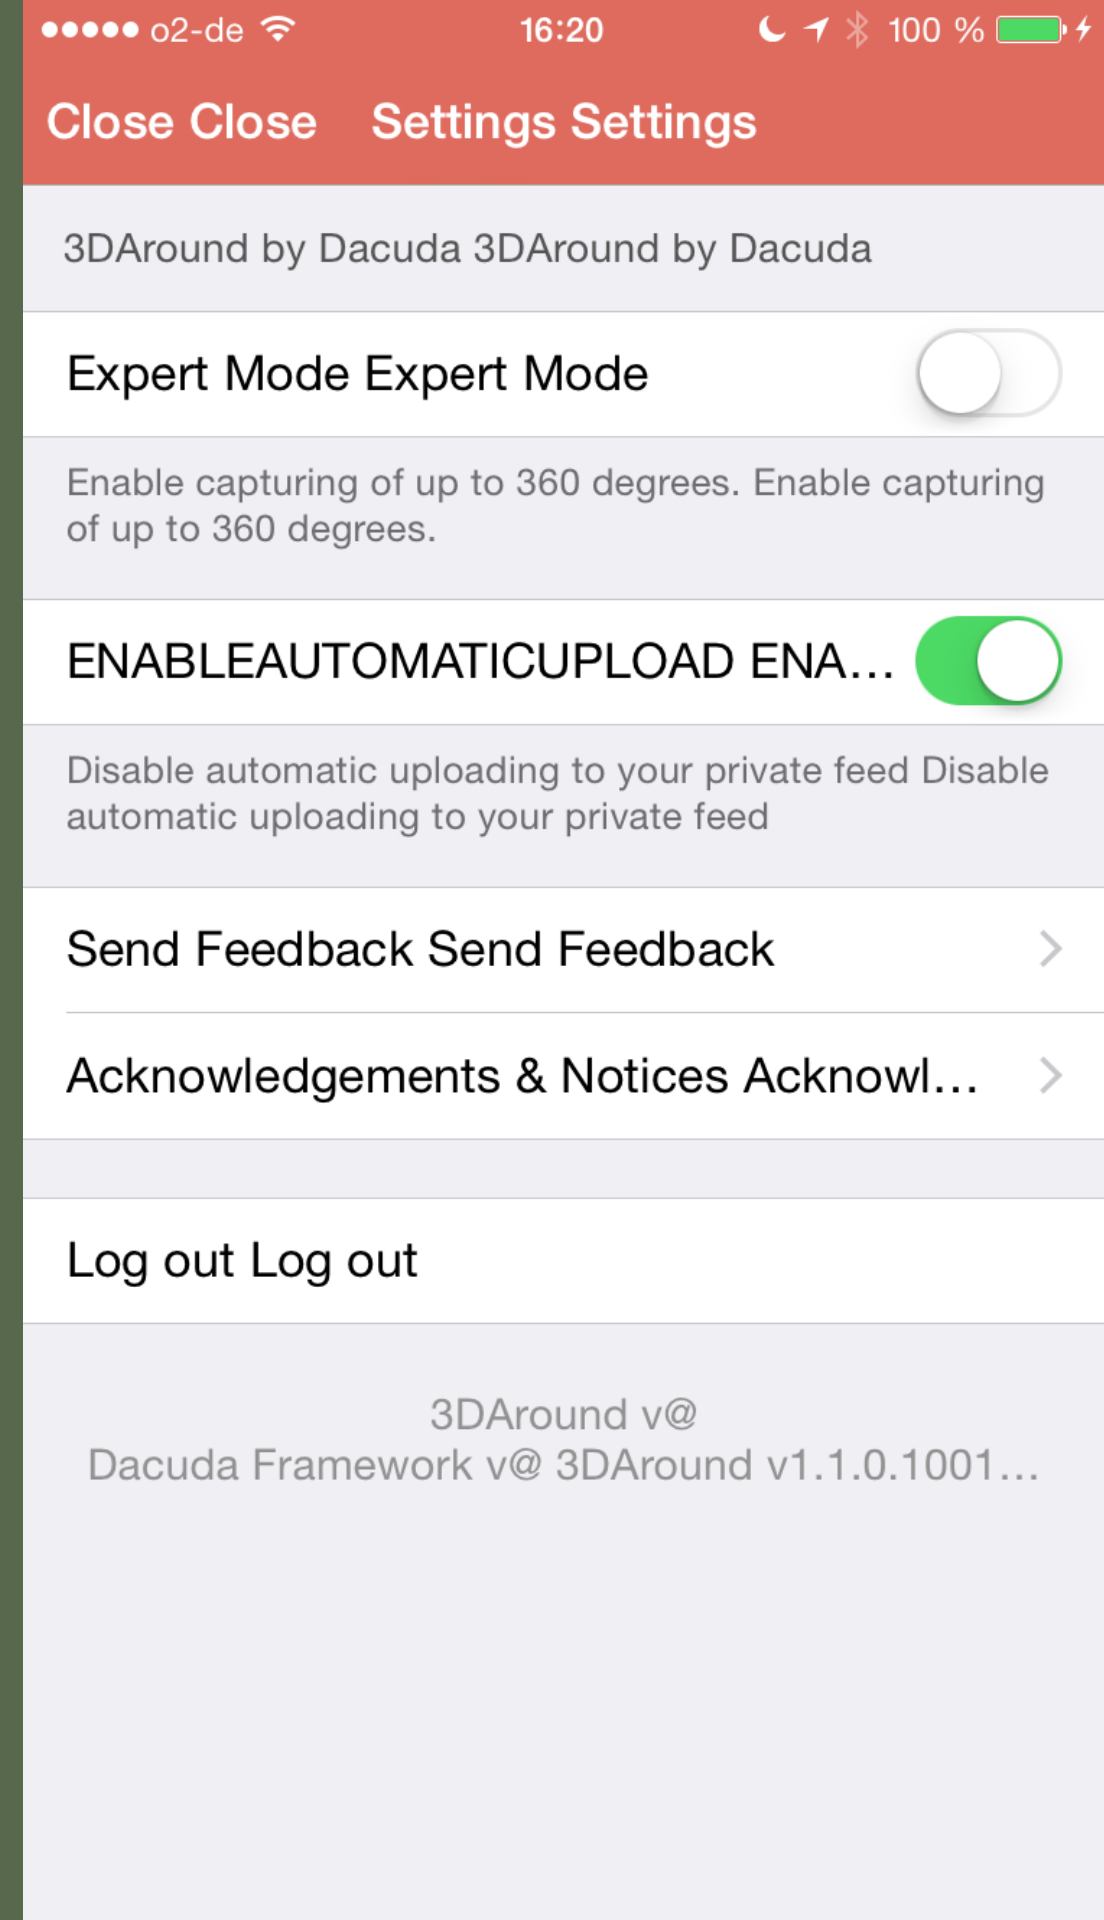 o2-de 16:20 100 %
Close Close Settings Settings
3DAround by Dacuda 3DAround by Dacuda
Expert Mode Expert Mode
Enable capturing of up to 360 degrees. Enable capturing
of up to 360 degrees.
ENABLEAUTOMATICUPLOAD ENA...
Disable automatic uploading to your private feed Disable
automatic uploading to your private feed
Send Feedback Send Feedback
Acknowledgements & Notices Acknowl...
Log out Log out
3DAround v@
Dacuda Framework v@ 3DAround v1.1.0.1001...